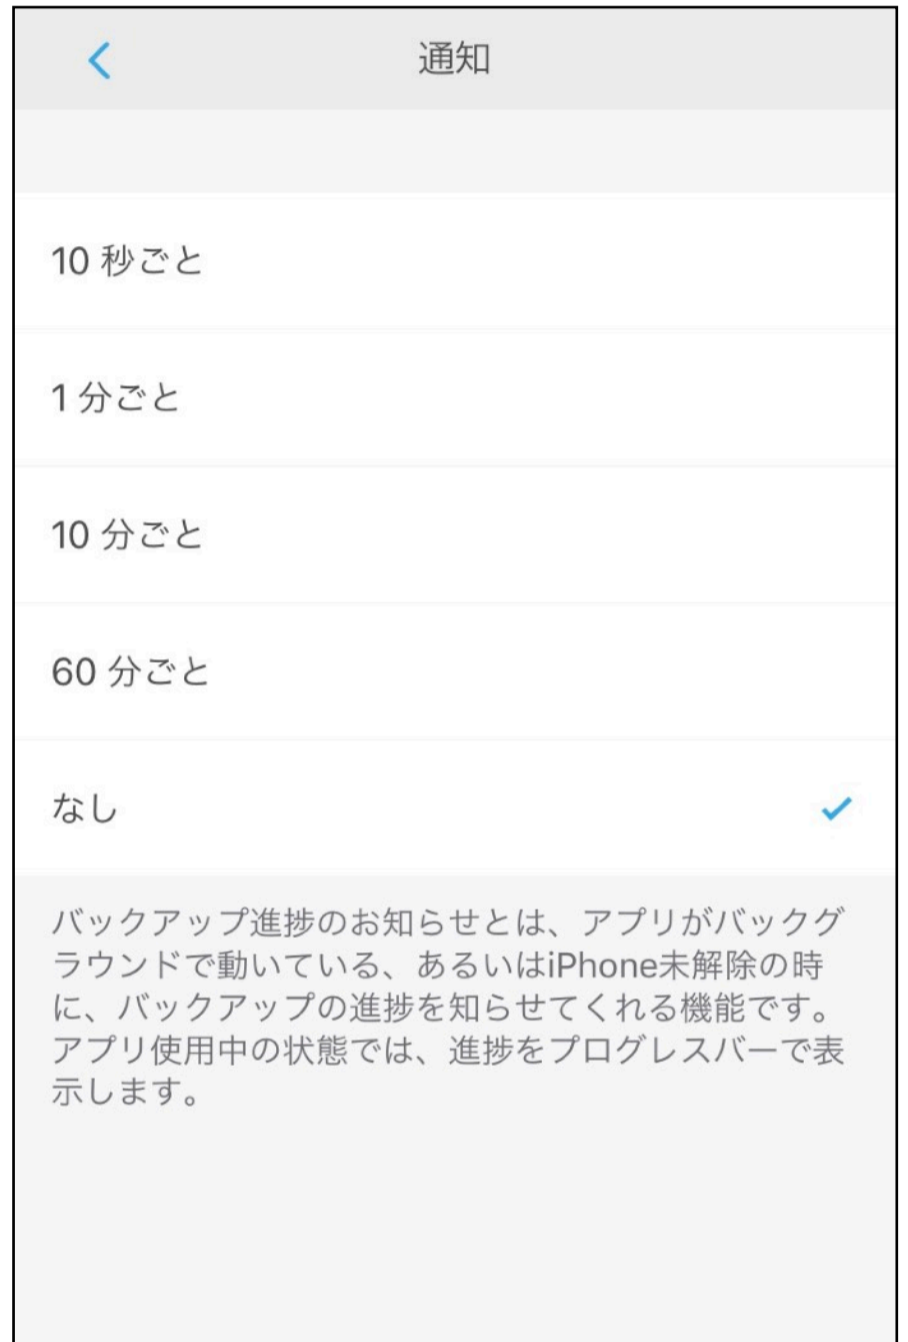 通知
10 秒ごと
1 分ごと
10 分ごと
60 分ごと
なし
バックアップ進捗のお知らせとは、アプリがバックグ
ラウンドで動いている、あるいはiPhone未解除の時
に、バックアップの進捗を知らせてくれる機能です。
アプリ使用中の状態では、進捗をプログレスバーで表
示します。